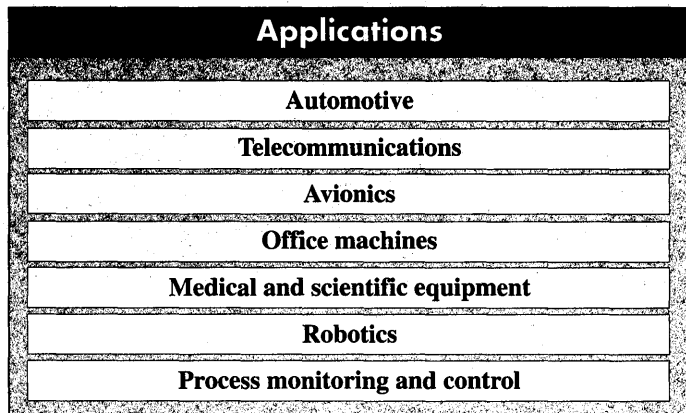 Applications
Automotive
Telecommunications
Avionics
Office machines
Medical and scientific equipment
Robotics
Process monitoring and control